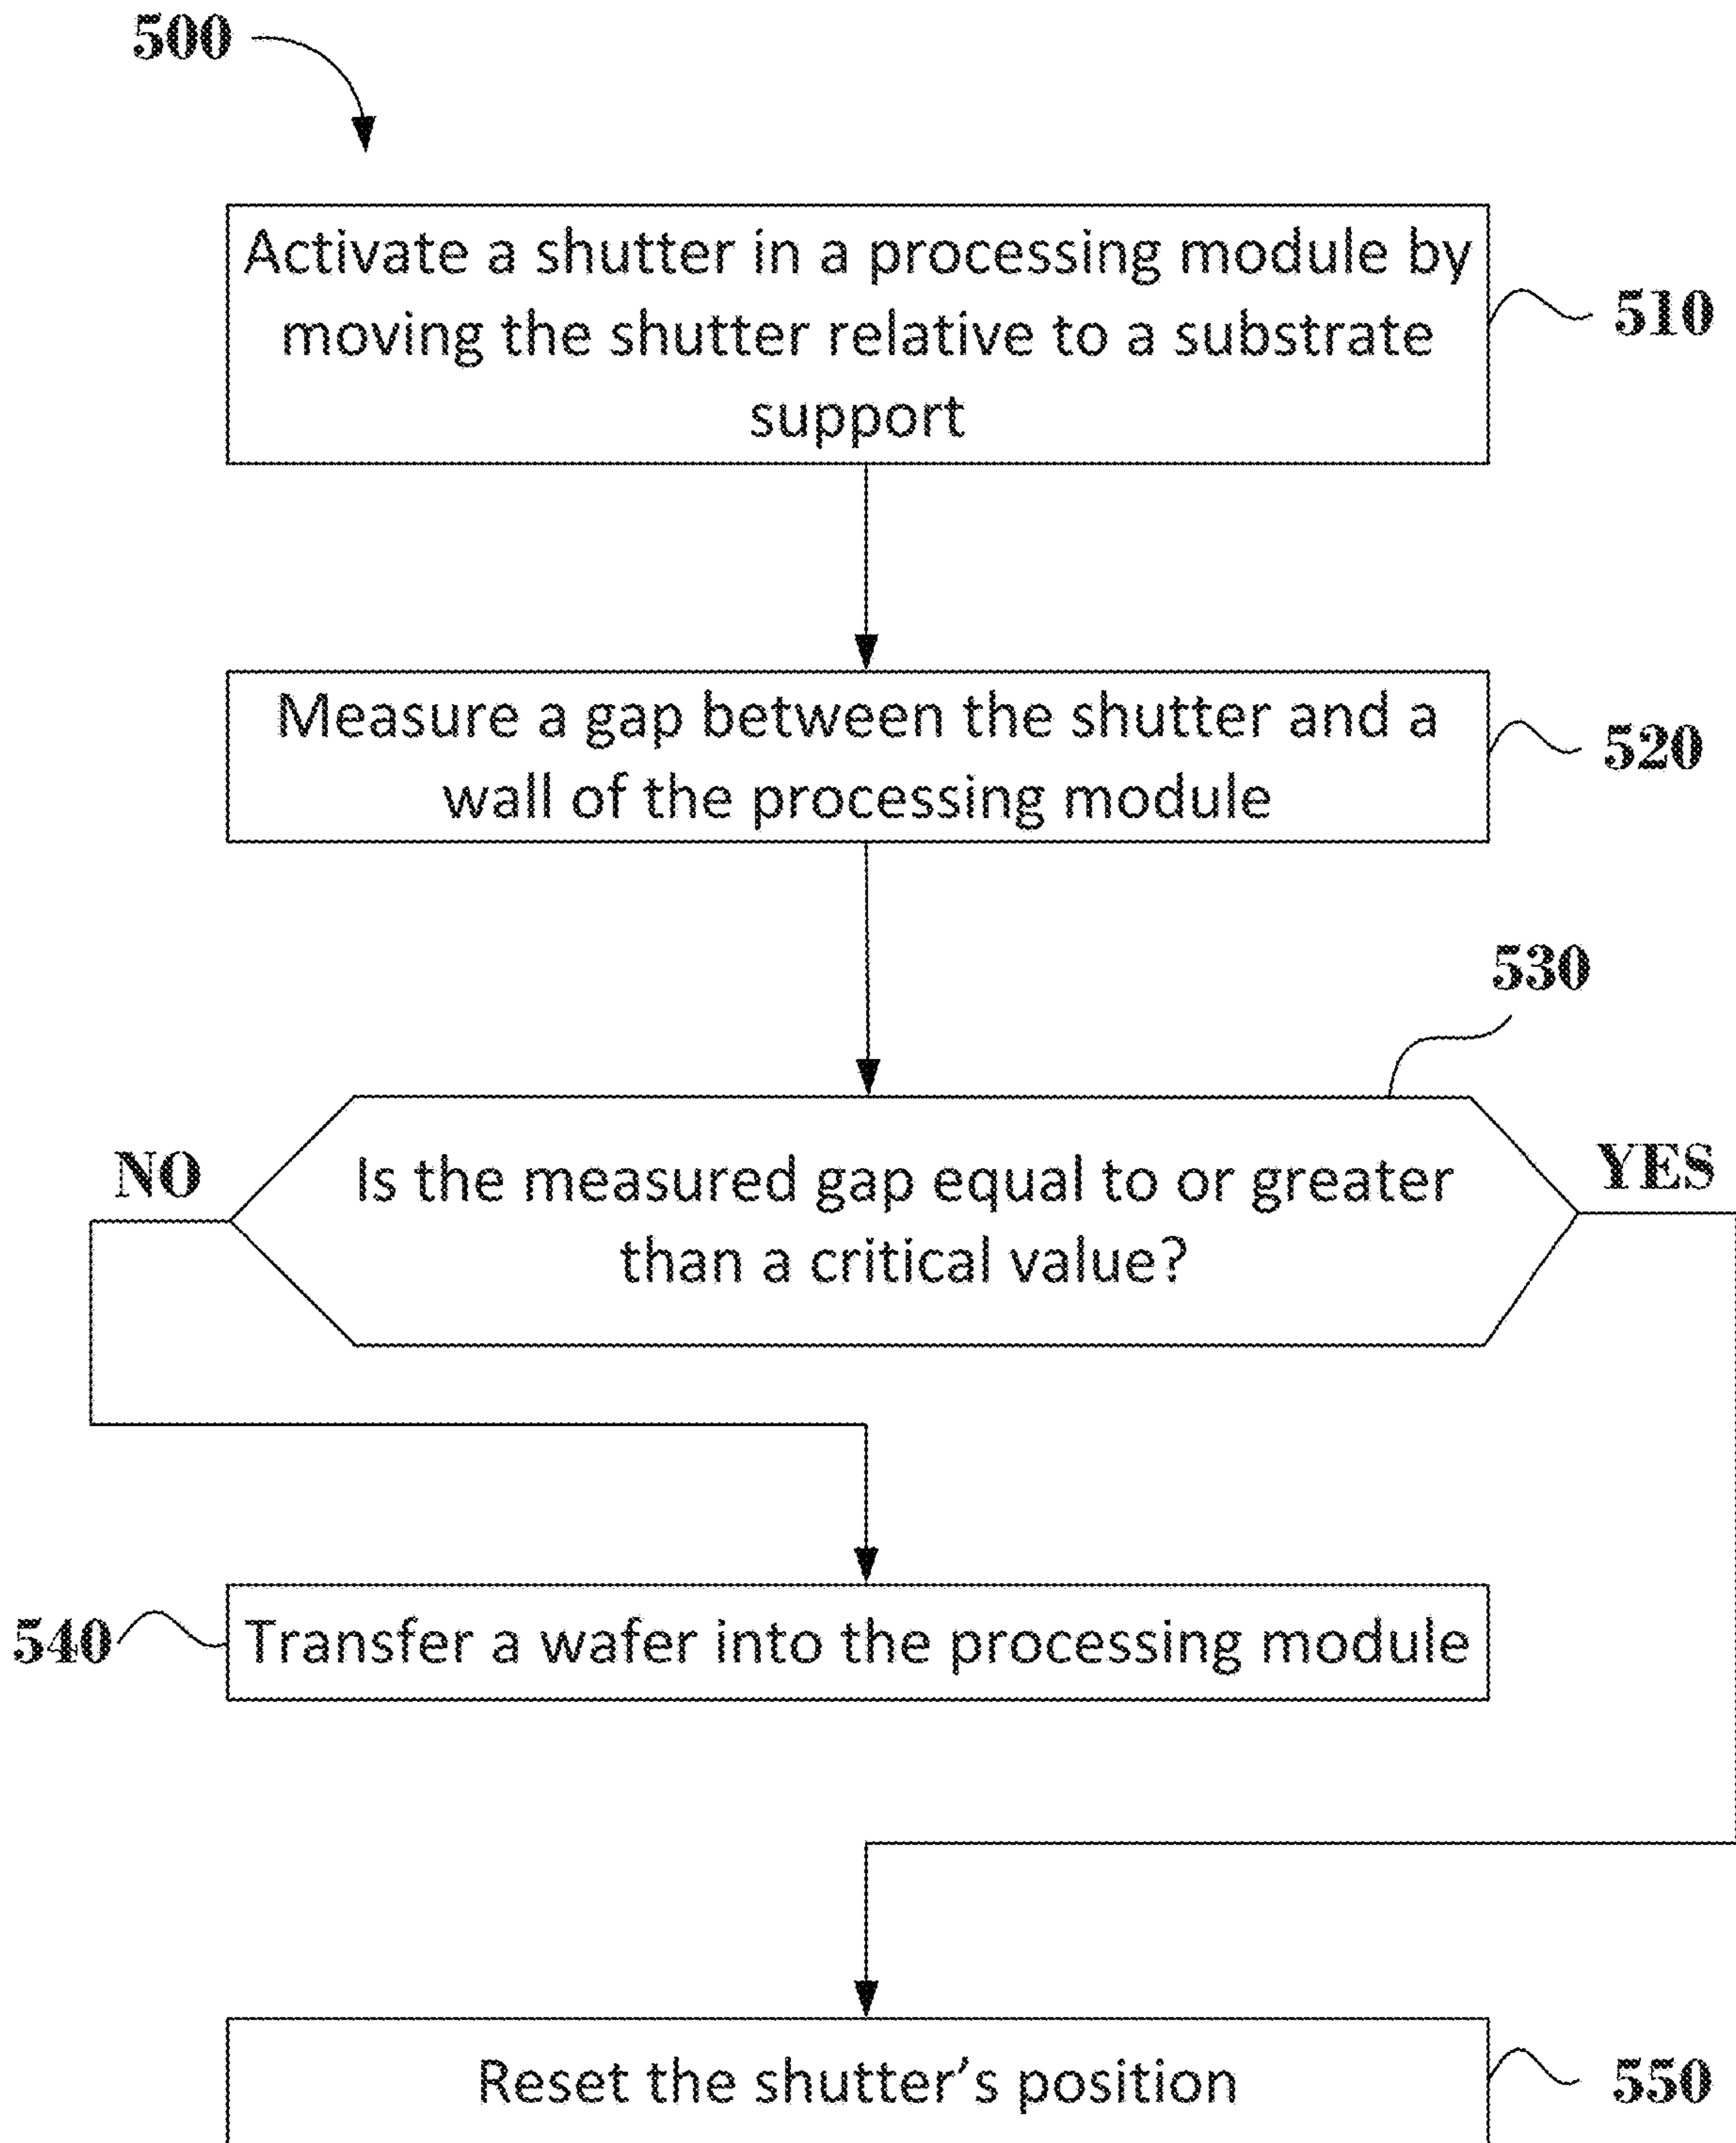 500
Activate a shutter in a processing module by
moving the shutter relative to a substrate
support
510
Measure a gap between the shutter and a
wall of the processing module
520
530
NO
YES
Is the measured gap equal to or greater
than a critical value?
540
Transfer a wafer into the processing module
Reset the shutter’s position
550